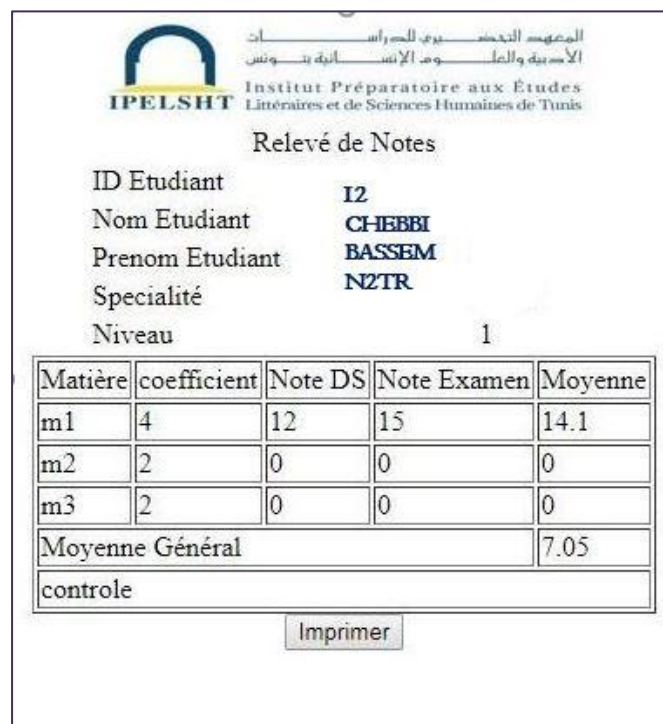 المعهد التحضيري للدراسات
الأدبية والعلوم الإنسانية بتونس
IPELSHT
Institut Préparatoire aux Études
Littéraires et de Sciences Humaines de Tunis
Relevé de Notes
ID Etudiant I2
Nom Etudiant CHEBBI
Prenom Etudiant BASSEM
Specialité N2TR
Niveau 1
Matière coefficient Note DS Note Examen Moyenne
m1 4 12 15 14.1
m2 2 0 0 0
m3 2 0 0 0
Moyenne Général 7.05
controle
Imprimer